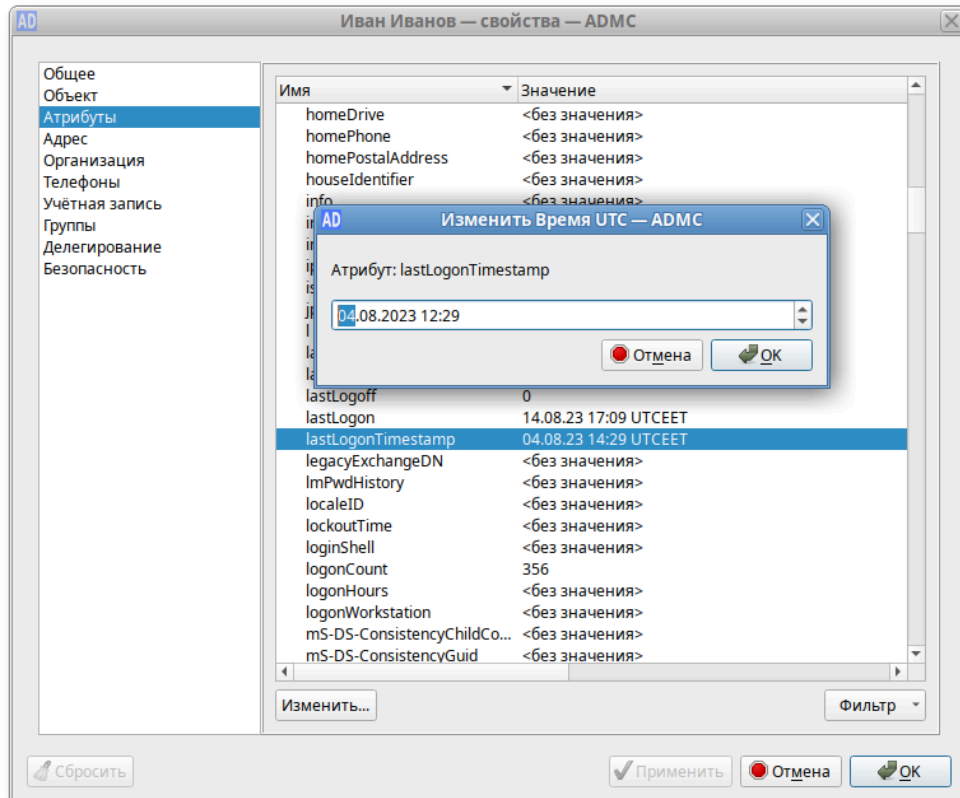 AD Иван Иванов — свойства — ADMC
Общее
Объект
Атрибуты
Адрес
Организация
Телефоны
Учётная запись
Группы
Делегирование
Безопасность
Имя Значение
homeDrive <без значения>
homePhone <без значения>
homePostalAddress <без значения>
houseIdentifier <без значения>
info <без значения>
AD Изменить Время UTC — ADMC
Атрибут: lastLogonTimestamp
04.08.2023 12:29
Отмена OK
lastLogoff 0
lastLogon 14.08.23 17:09 UTCEET
lastLogonTimestamp 04.08.23 14:29 UTCEET
legacyExchangeDN <без значения>
lmPwdHistory <без значения>
localeID <без значения>
lockoutTime <без значения>
loginShell <без значения>
logonCount 356
logonHours <без значения>
logonWorkstation <без значения>
mS-DS-ConsistencyChildCo... <без значения>
mS-DS-ConsistencyGuid <без значения>
Изменить... Фильтр
Сбросить Применить Отмена OK